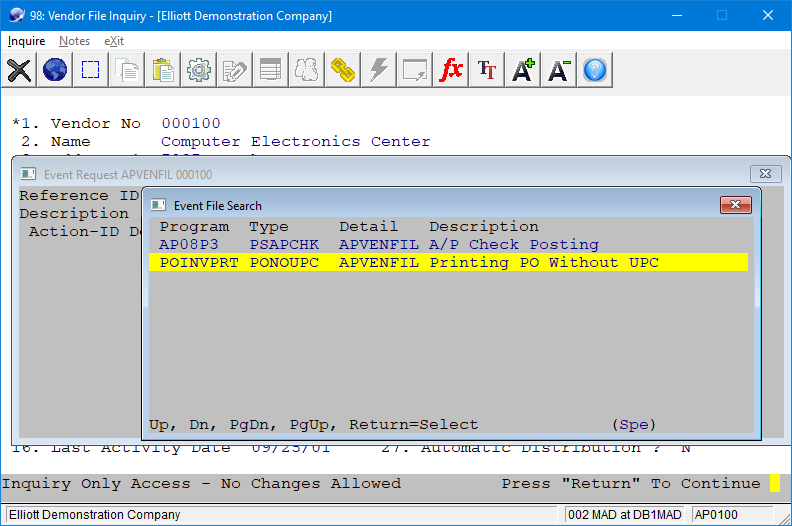 98: Vendor File Inquiry - [Elliott Demonstration Company]
Inquire Notes eXit
fx TT A+ A- ?
*1. Vendor No 000100
2. Name Computer Electronics Center
Event Request APVENFIL 000100
Reference ID
Description
Action-ID
Event File Search
Program Type Detail Description
AP08P3 PSAPCHK APVENFIL A/P Check Posting
POINVPRT PONOUPC APVENFIL Printing PO Without UPC
Up, Dn, PgDn, PgUp, Return=Select (Spe)
16. Last Activity Date 09/25/01 27. Automatic Distribution ? N
Inquiry Only Access - No Changes Allowed Press "Return" To Continue
Elliott Demonstration Company 002 MAD at DB1MAD AP0100